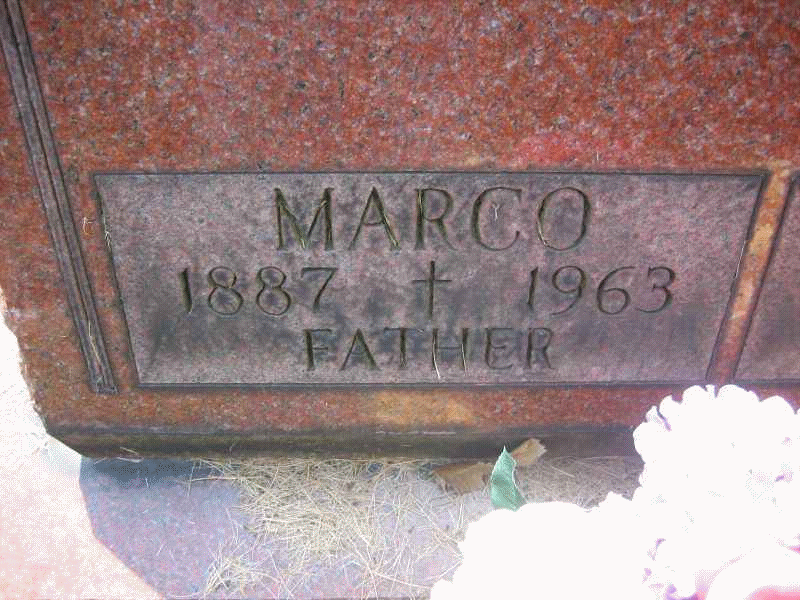 MARCO
1887 † 1963
FATHER